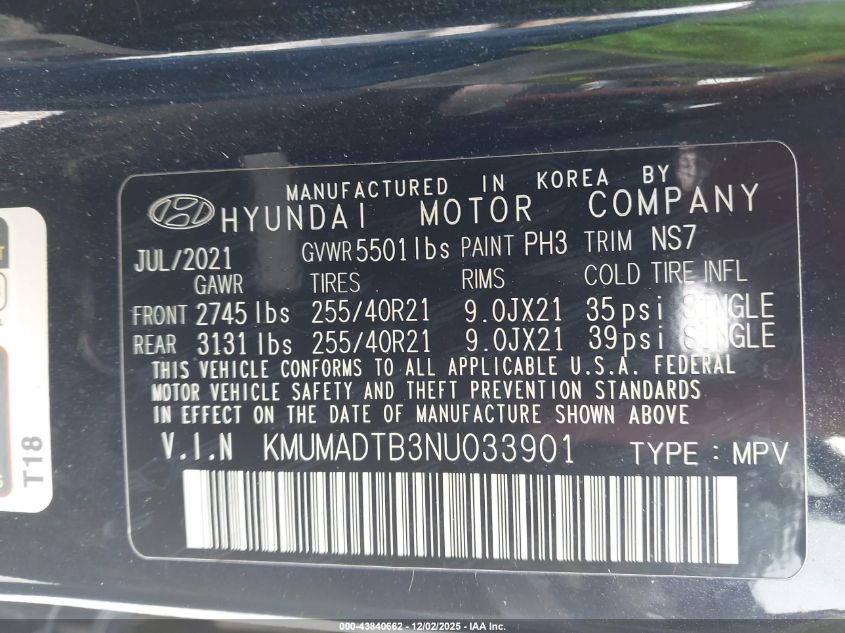 MANUFACTURED IN KOREA BY
HYUNDAI MOTOR COMPANY
JUL/2021 GVWR 5501 lbs PAINT PH3 TRIM NS7
GAWR TIRES RIMS COLD TIRE INFL
FRONT 2745 lbs 255/40R21 9.0JX21 35 psi SINGLE
REAR 3131 lbs 255/40R21 9.0JX21 39 psi SINGLE
THIS VEHICLE CONFORMS TO ALL APPLICABLE U.S.A. FEDERAL
MOTOR VEHICLE SAFETY AND THEFT PREVENTION STANDARDS
IN EFFECT ON THE DATE OF MANUFACTURE SHOWN ABOVE
V.I.N KMUMADTB3NU033901 TYPE : MPV
T18
000-43840662 - 12/02/2025 - IAA Inc.